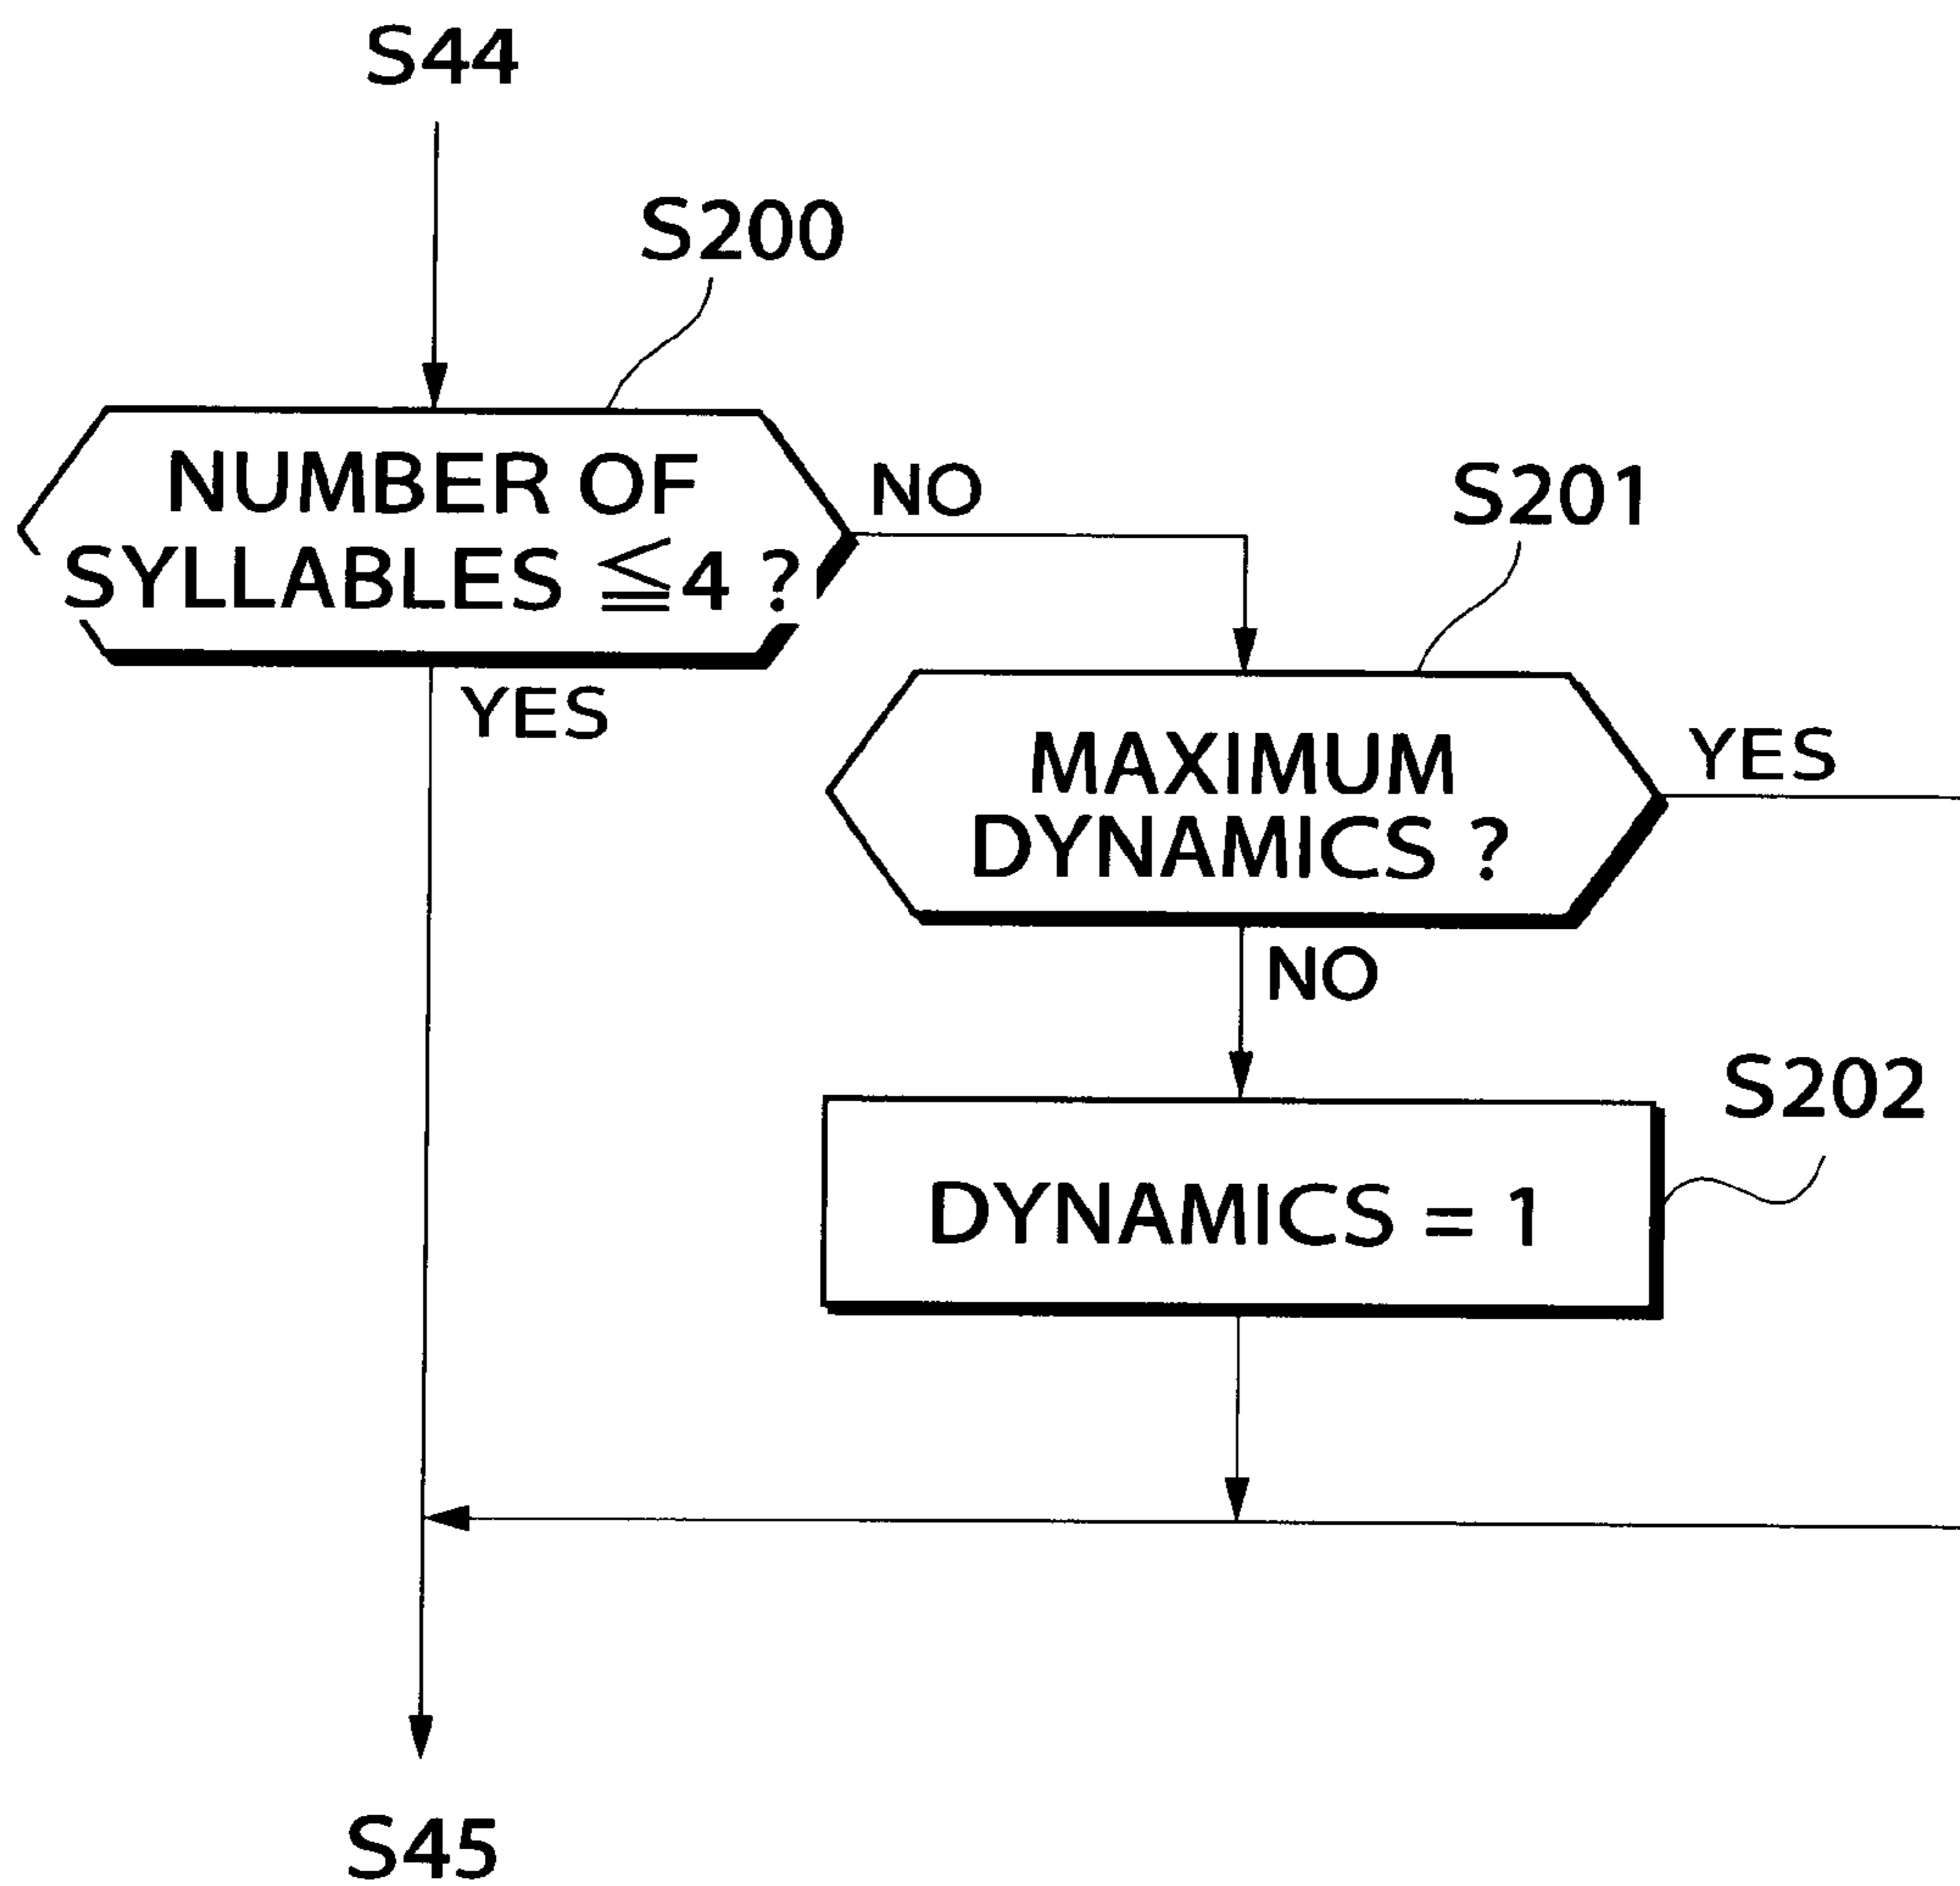 S44
S200
NUMBER OF
SYLLABLES ≦4 ?
NO
YES
S201
MAXIMUM
DYNAMICS ?
YES
NO
S202
DYNAMICS = 1
S45